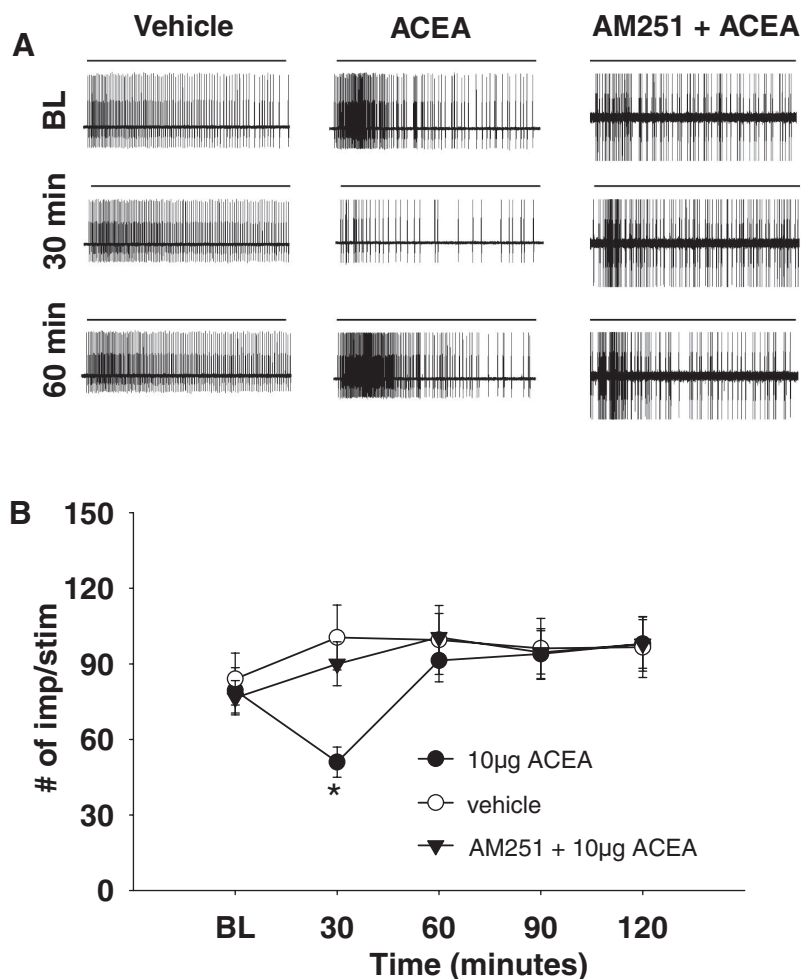 A
Vehicle
ACEA
AM251 + ACEA
BL
30 min
60 min
B
150
120
90
60
30
0
# of imp/stim
*
10µg ACEA
vehicle
AM251 + 10µg ACEA
BL 30 60 90 120
Time (minutes)